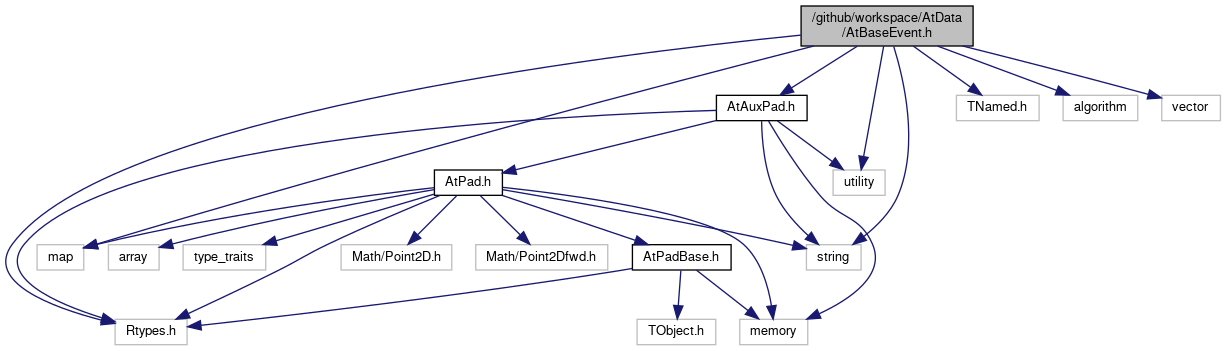 /github/workspace/AtData
/AtBaseEvent.h
AtAuxPad.h
TNamed.h
algorithm
vector
AtPad.h
utility
map
array
type_traits
Math/Point2D.h
Math/Point2Dfwd.h
AtPadBase.h
string
Rtypes.h
TObject.h
memory